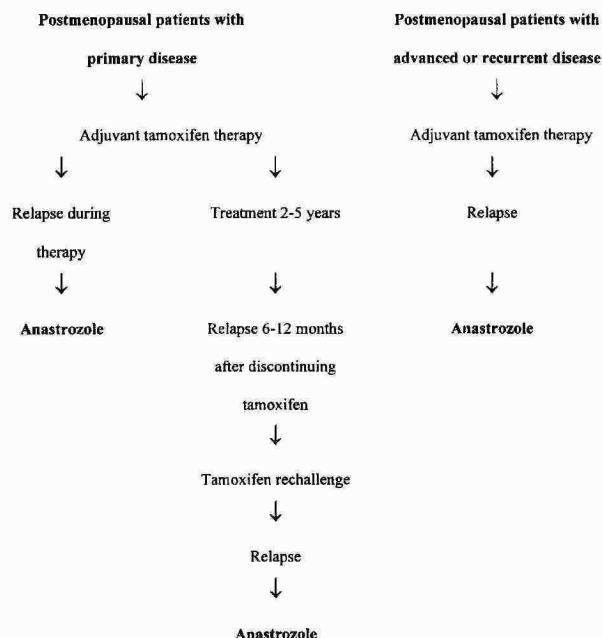 Postmenopausal patients with
primary disease
↓
Adjuvant tamoxifen therapy
↓
Relapse during
therapy
↓
Anastrozole
↓
Treatment 2-5 years
↓
Relapse 6-12 months
after discontinuing
tamoxifen
↓
Tamoxifen rechallenge
↓
Relapse
↓
Anastrozole
Postmenopausal patients with
advanced or recurrent disease
↓
Adjuvant tamoxifen therapy
↓
Relapse
↓
Anastrozole